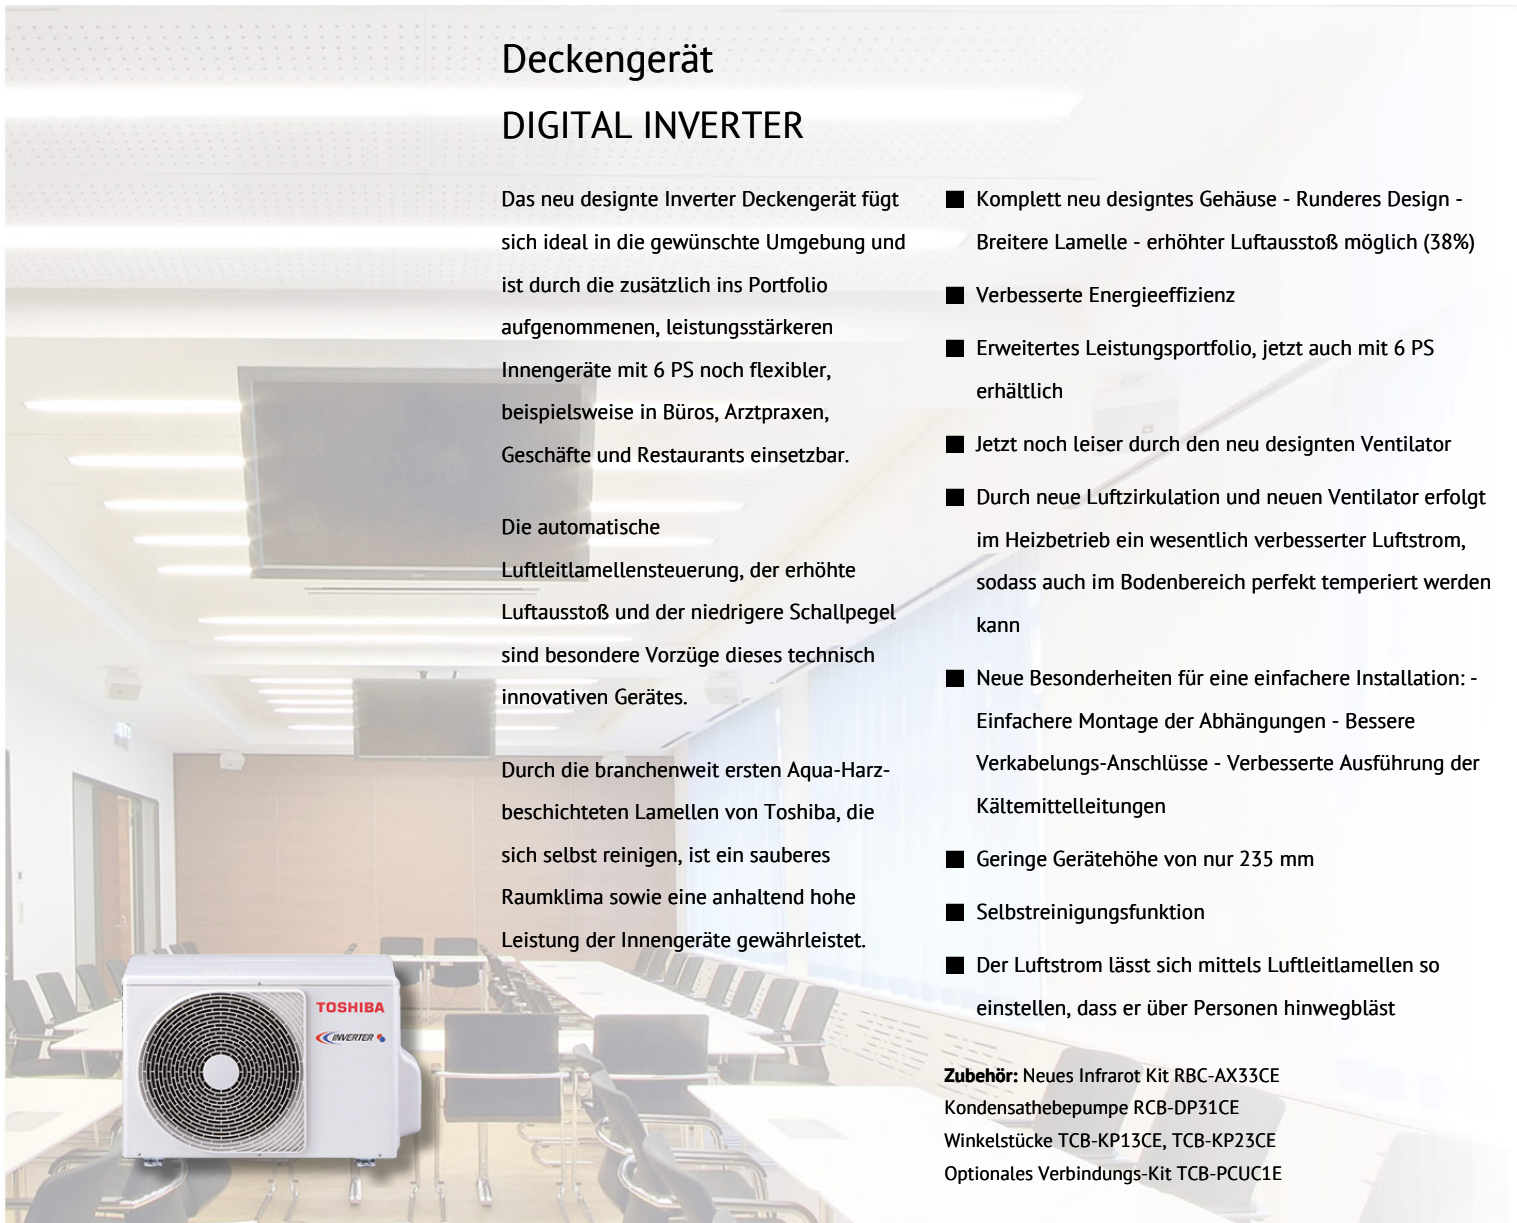 Deckengerät
DIGITAL INVERTER
Das neu designte Inverter Deckengerät fügt
sich ideal in die gewünschte Umgebung und
ist durch die zusätzlich ins Portfolio
aufgenommenen, leistungsstärkeren
Innengeräte mit 6 PS noch flexibler,
beispielsweise in Büros, Arztpraxen,
Geschäfte und Restaurants einsetzbar.
Die automatische
Luftleitlamellensteuerung, der erhöhte
Luftausstoß und der niedrigere Schallpegel
sind besondere Vorzüge dieses technisch
innovativen Gerätes.
Durch die branchenweit ersten Aqua-Harz-
beschichteten Lamellen von Toshiba, die
sich selbst reinigen, ist ein sauberes
Raumklima sowie eine anhaltend hohe
Leistung der Innengeräte gewährleistet.
■ Komplett neu designtes Gehäuse - Runderes Design -
Breitere Lamelle - erhöhter Luftausstoß möglich (38%)
■ Verbesserte Energieeffizienz
■ Erweitertes Leistungsportfolio, jetzt auch mit 6 PS
erhältlich
■ Jetzt noch leiser durch den neu designten Ventilator
■ Durch neue Luftzirkulation und neuen Ventilator erfolgt
im Heizbetrieb ein wesentlich verbesserter Luftstrom,
sodass auch im Bodenbereich perfekt temperiert werden
kann
■ Neue Besonderheiten für eine einfachere Installation: -
Einfachere Montage der Abhängungen - Bessere
Verkabelungs-Anschlüsse - Verbesserte Ausführung der
Kältemittelleitungen
■ Geringe Gerätehöhe von nur 235 mm
■ Selbstreinigungsfunktion
■ Der Luftstrom lässt sich mittels Luftleitlamellen so
einstellen, dass er über Personen hinwegbläst
Zubehör: Neues Infrarot Kit RBC-AX33CE
Kondensathebepumpe RCB-DP31CE
Winkelstücke TCB-KP13CE, TCB-KP23CE
Optionales Verbindungs-Kit TCB-PCUC1E
TOSHIBA
INVERTER